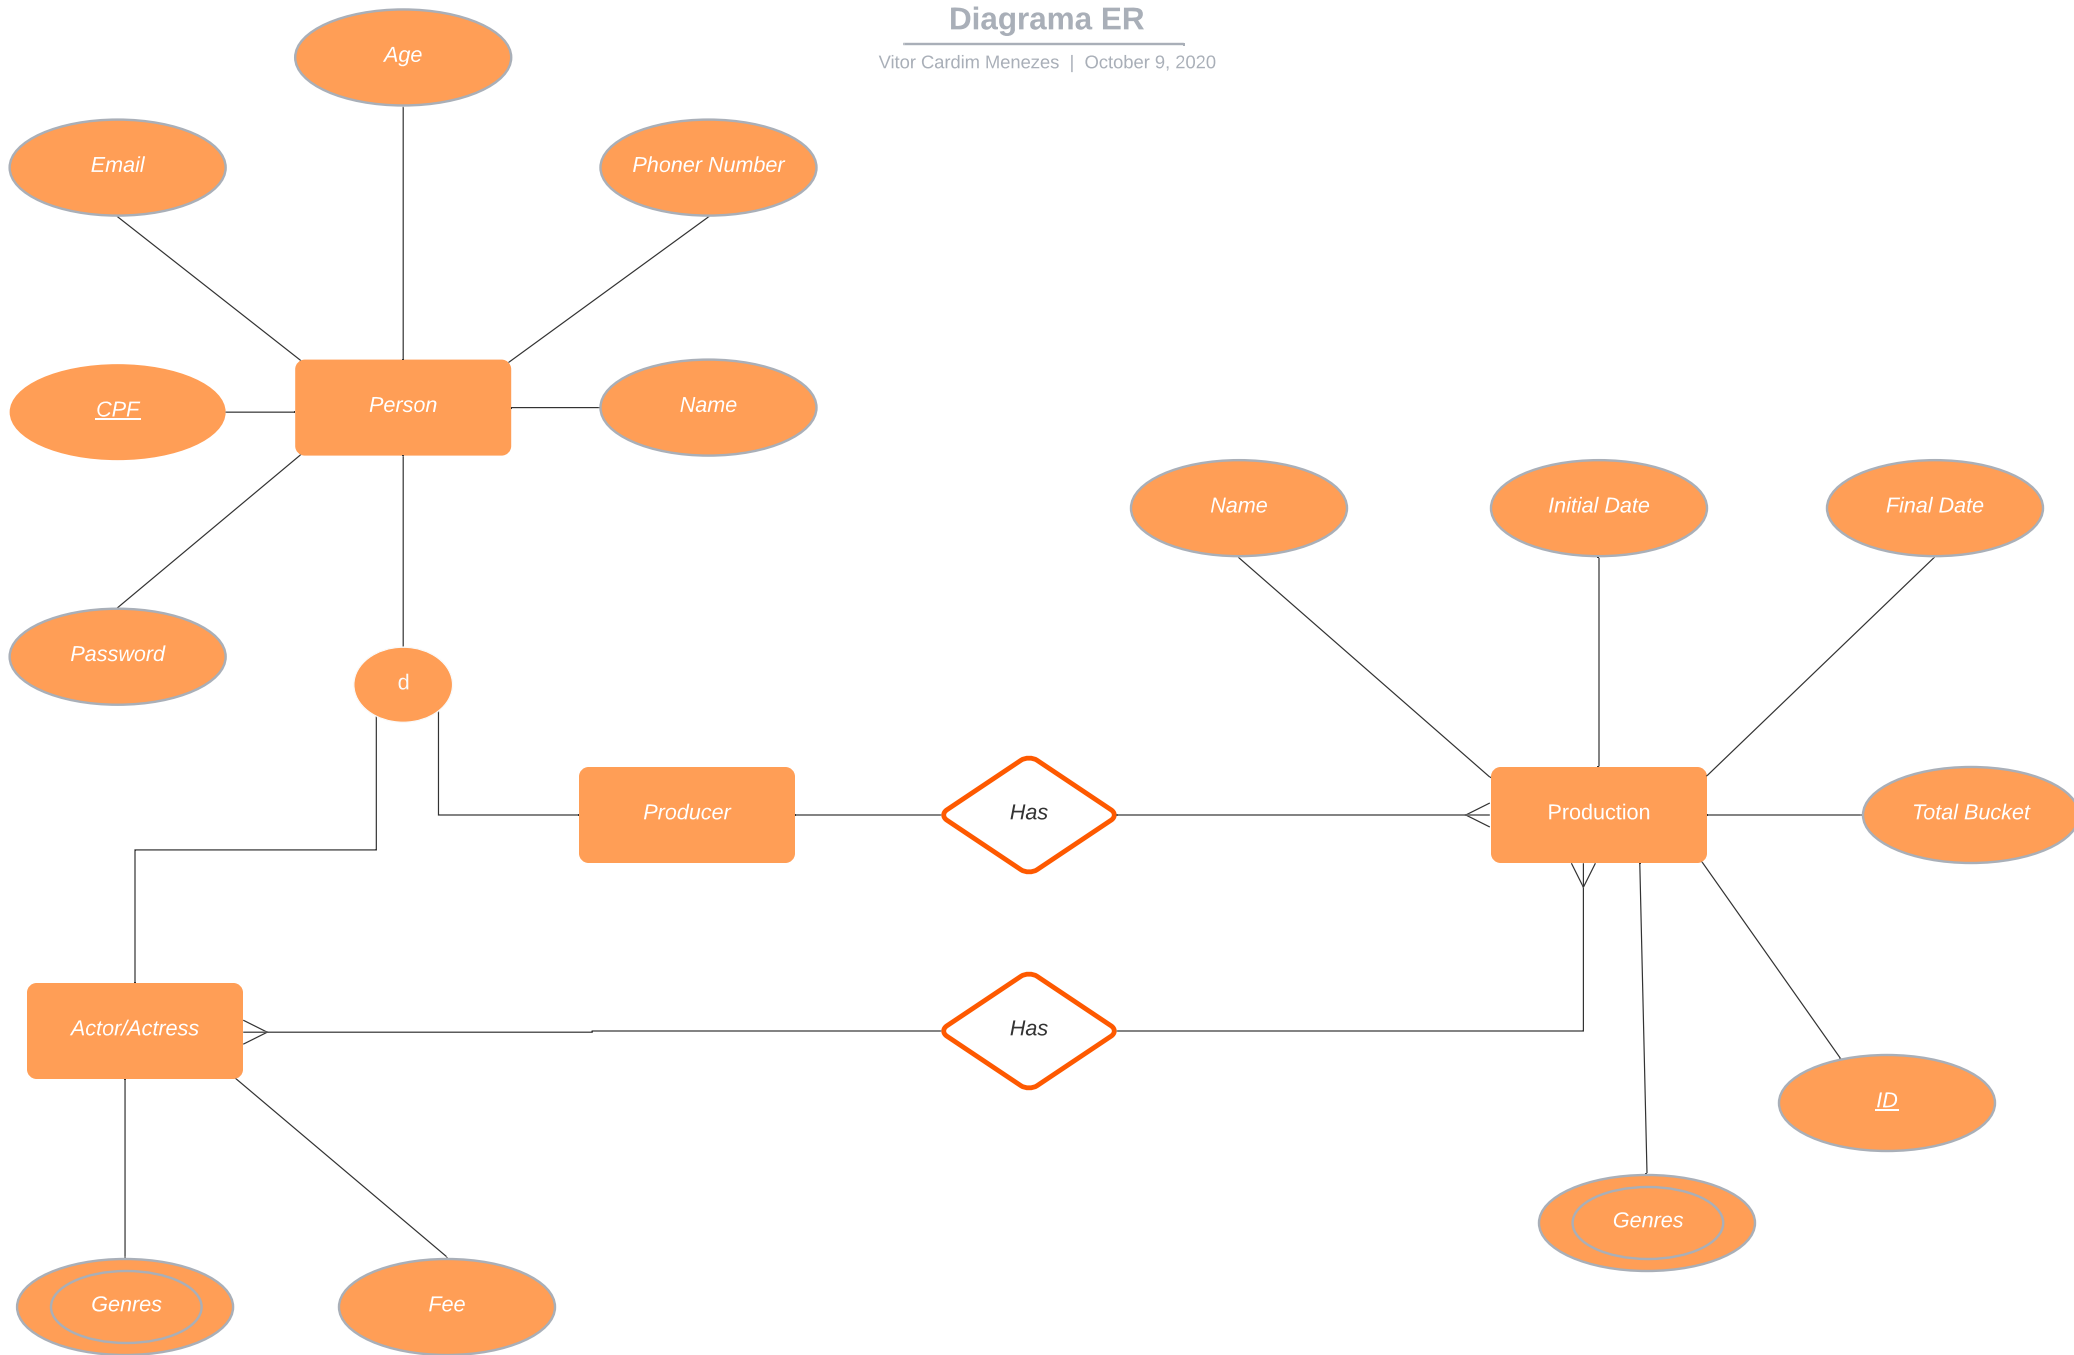 Diagrama ER
Vitor Cardim Menezes | October 9, 2020
Age
Email
Phoner Number
CPF
Person
Name
Password
d
Name
Initial Date
Final Date
Producer
Has
Production
Total Bucket
Actor/Actress
Has
ID
Genres
Genres
Fee